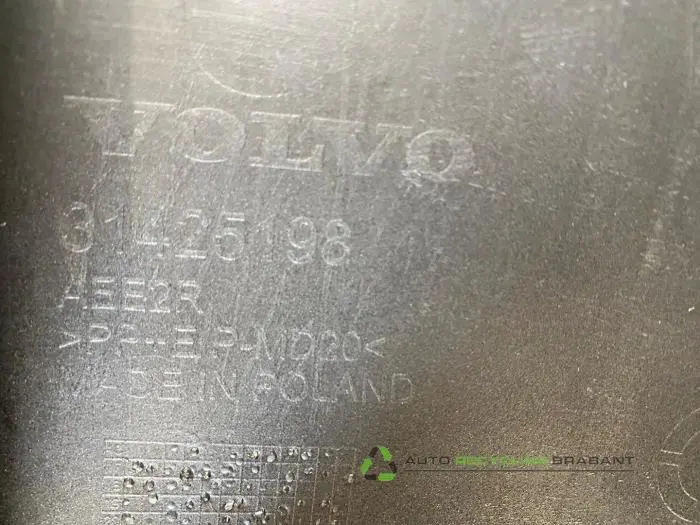 VOLVO
31425198
AEE2R
>PP+E/P-MD20<
MADE IN POLAND
AUTO RECYCLING BRABANT